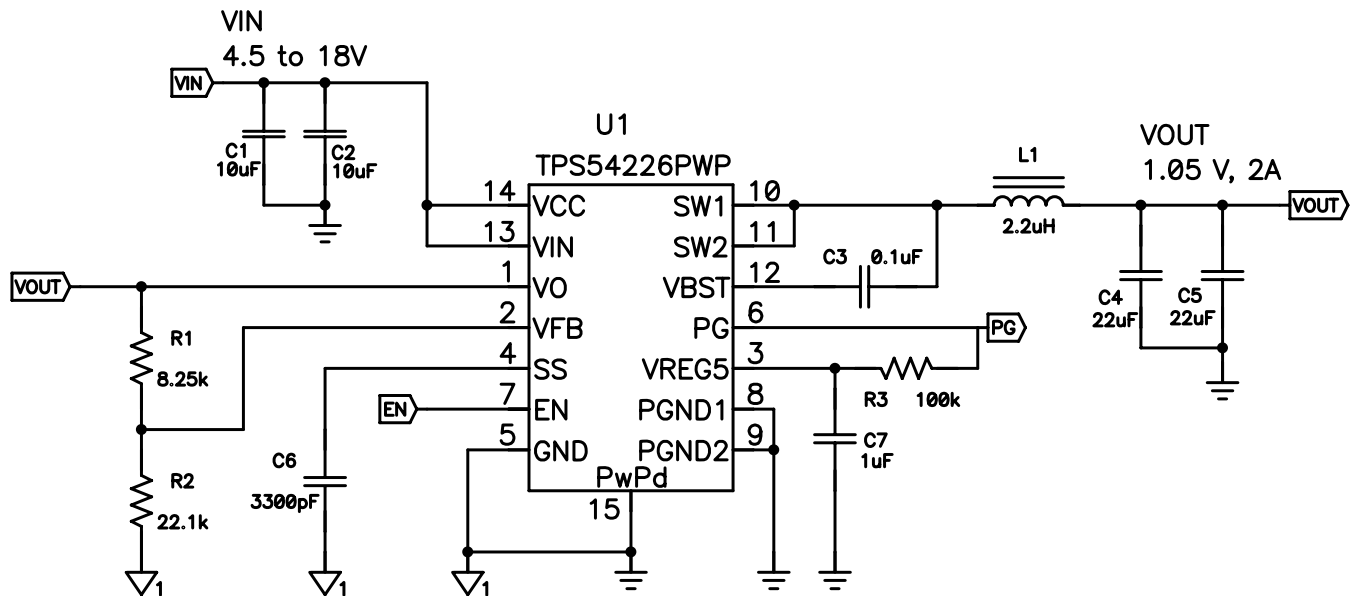 VIN
4.5 to 18V
VIN
C1
10uF
C2
10uF
U1
TPS54226PWP
14
VCC
13
VIN
1
VO
2
VFB
4
SS
7
EN
5
GND
PwPd
15
SW1
10
SW2
11
VBST
12
PG
6
VREG5
3
PGND1
8
PGND2
9
VOUT
R1
8.25k
R2
22.1k
1
C6
3300pF
1
EN
1
C3
0.1uF
L1
2.2uH
VOUT
1.05 V, 2A
VOUT
C4
22uF
C5
22uF
PG
R3
100k
C7
1uF